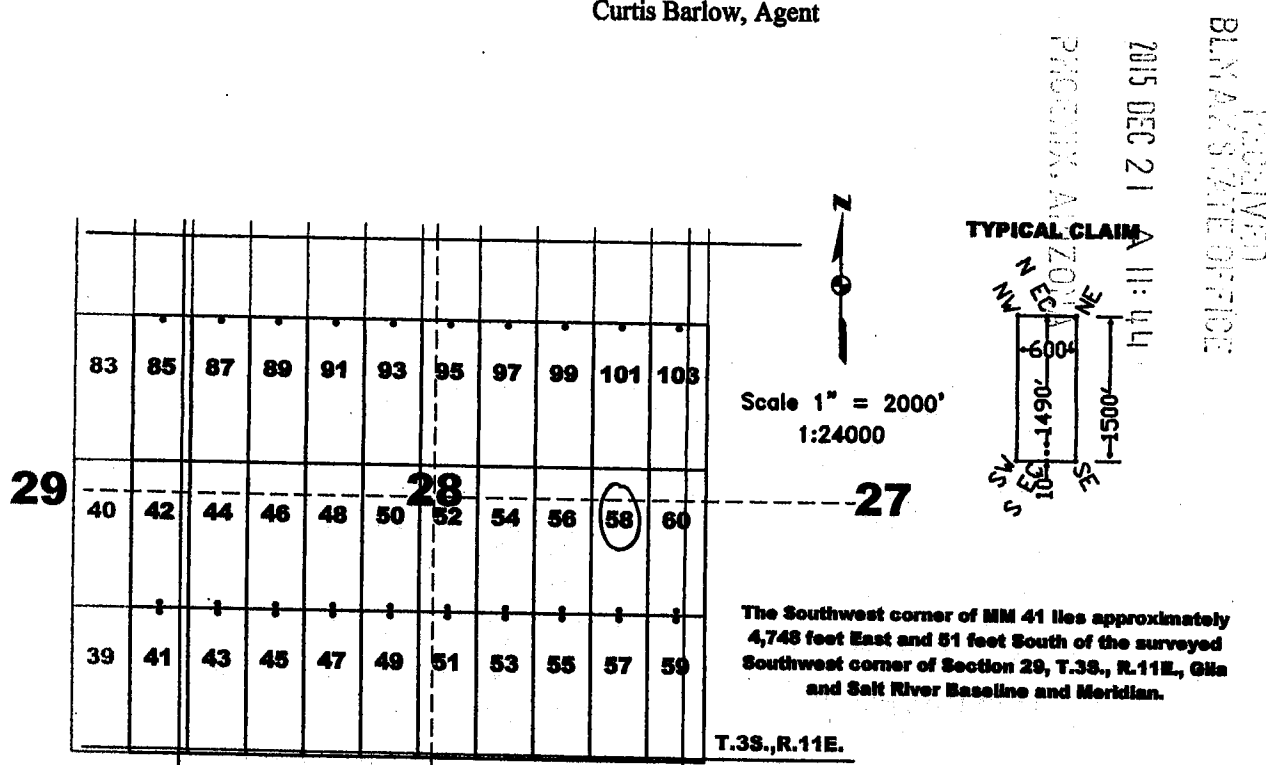 Curtis Barlow, Agent
RECEIVED
BLM AZ STATE OFFICE
2015 DEC 21 A 11:44
PHOENIX, ARIZONA
N
TYPICAL CLAIM
N EC
NW NE
600'
1490'
1500'
10
SW SE
S EC
Scale 1" = 2000'
1:24000
83 85 87 89 91 93 95 97 99 101 103
29 28 27
40 42 44 46 48 50 52 54 56 58 60
39 41 43 45 47 49 51 53 55 57 59
The Southwest corner of MM 41 lies approximately
4,748 feet East and 51 feet South of the surveyed
Southwest corner of Section 29, T.3S., R.11E., Gila
and Salt River Baseline and Meridian.
T.3S.,R.11E.